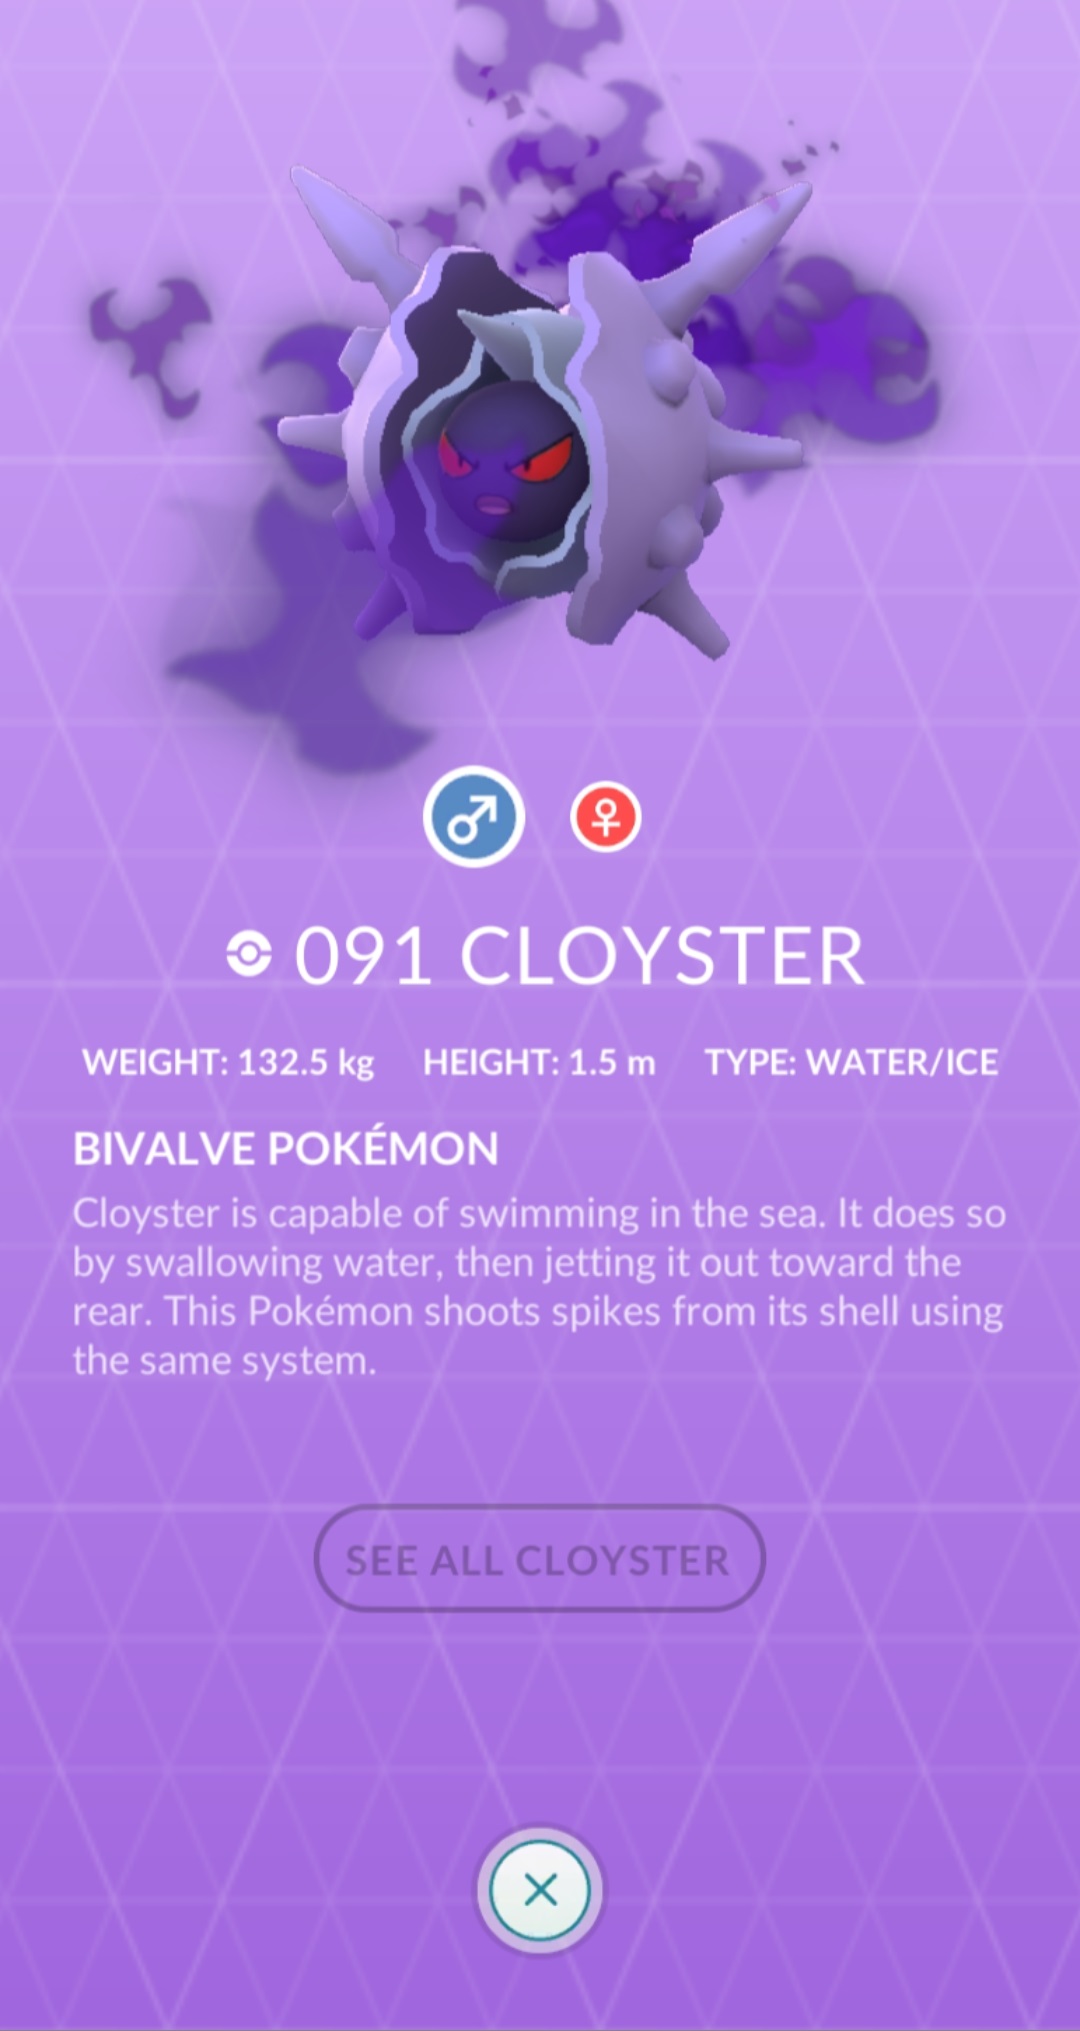 091 CLOYSTER
WEIGHT: 132.5 kg HEIGHT: 1.5 m TYPE: WATER/ICE
BIVALVE POKÉMON
Cloyster is capable of swimming in the sea. It does so
by swallowing water, then jetting it out toward the
rear. This Pokémon shoots spikes from its shell using
the same system.
SEE ALL CLOYSTER